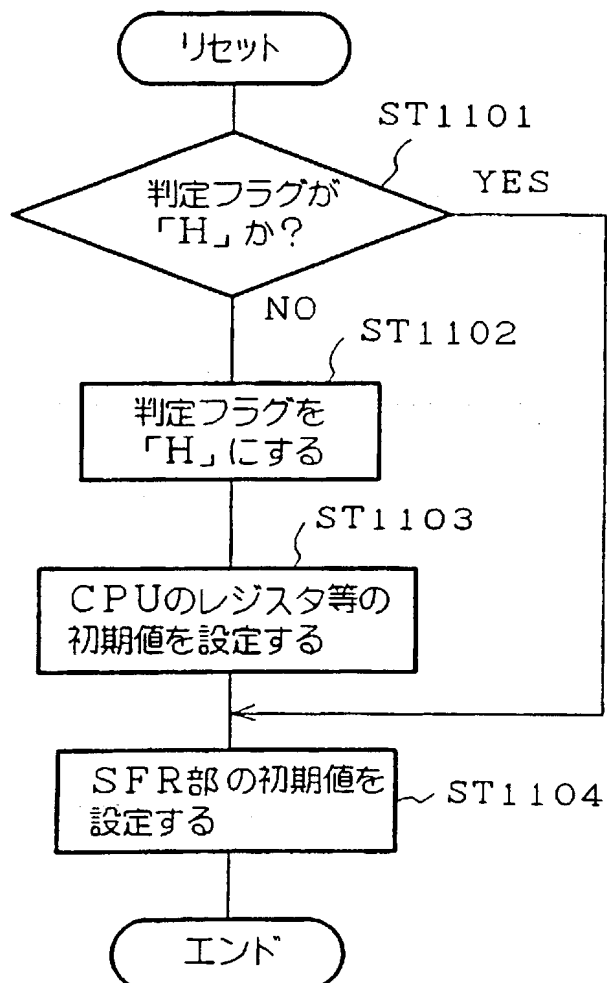 リセット
ST1101
判定フラグが
「H」か?
YES
NO
ST1102
判定フラグを
「H」にする
ST1103
CPUのレジスタ等の
初期値を設定する
SFR部の初期値を
設定する
ST1104
エンド